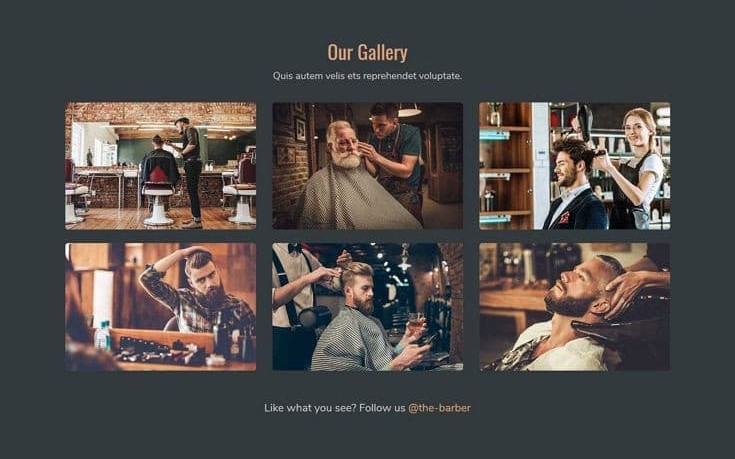 Our Gallery
Quis autem velis ets reprehendet voluptate.
Like what you see? Follow us @the-barber